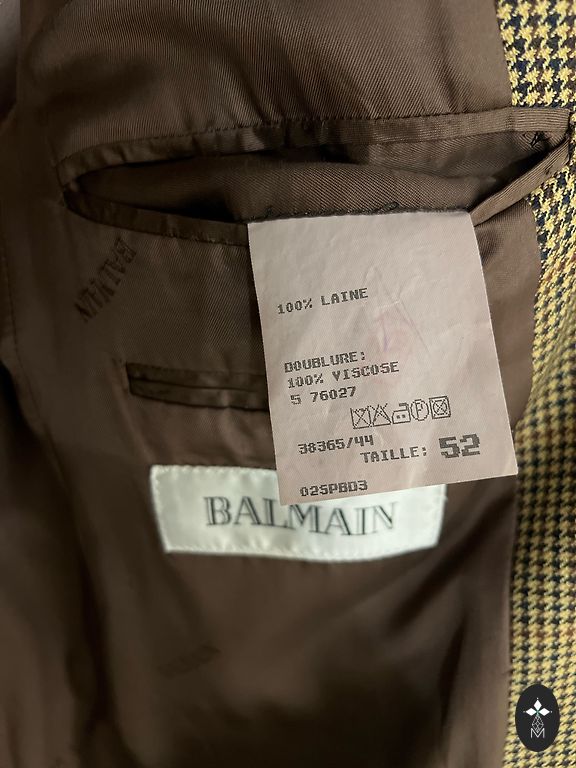 BALMAIN
100% LAINE
DOUBLURE:
100% VISCOSE
5 76027
38365/44
TAILLE: 52
025PBD3
BALMAIN
M